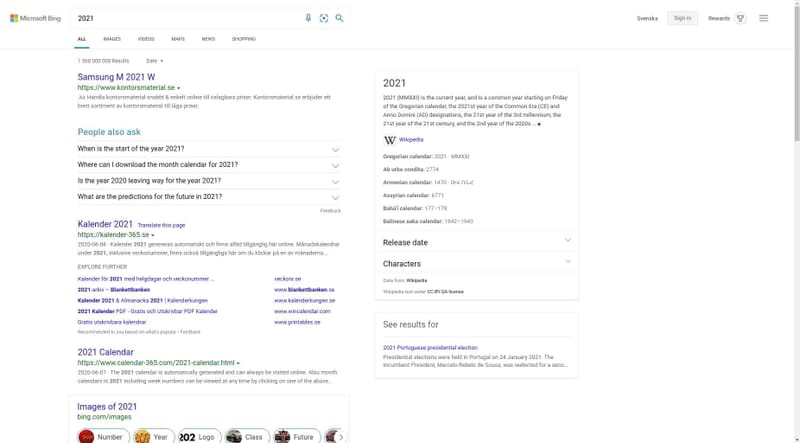 Microsoft Bing
2021
Svenska
Sign in
Rewards
ALL IMAGES VIDEOS MAPS NEWS SHOPPING
1 560 000 000 Results Date
Samsung M 2021 W
https://www.kontorsmaterial.se
Ad Handla kontorsmaterial snabbt & enkelt online till oslagbara priser. Kontorsmaterial.se erbjuder ett
brett sortiment av kontorsmaterial till låga priser.
People also ask
When is the start of the year 2021?
Where can I download the month calendar for 2021?
Is the year 2020 leaving way for the year 2021?
What are the predictions for the future in 2021?
Feedback
Kalender 2021 Translate this page
https://kalender-365.se
2020-06-08 · Kalender 2021 genereras automatiskt och finns alltid tillgänglig här online. Månadskalendrar
under 2021, inklusive veckonummer, finns också tillgängliga här om du klickar på en av månaderna...
EXPLORE FURTHER
Kalender för 2021 med helgdagar och veckonummer ... veckonr.se
2021-arkiv – Blankettbanken www.blankettbanken.se
Kalender 2021 & Almanacka 2021 | Kalenderkungen www.kalenderkungen.se
2021 Kalender PDF - Gratis och Utskrivbar PDF Kalender www.wincalendar.com
Gratis utskrivbara kalendrar www.printables.se
Recommended to you based on what's popular • Feedback
2021 Calendar
https://www.calendar-365.com/2021-calendar.html
2020-06-07 · The 2021 calendar is automatically generated and can always be visited online. Also month
calendars in 2021 including week numbers can be viewed at any time by clicking on one of the above..
Images of 2021
bing.com/images
Number Year Logo Class Future
2021
2021 (MMXXI) is the current year, and is a common year starting on Friday
of the Gregorian calendar, the 2021st year of the Common Era (CE) and
Anno Domini (AD) designations, the 21st year of the 3rd millennium, the
21st year of the 21st century, and the 2nd year of the 2020s ...
W Wikipedia
Gregorian calendar: 2021 · MMXXI
Ab urbe condita: 2774
Armenian calendar: 1470 ·
Assyrian calendar: 6771
Bahá'í calendar: 177–178
Balinese saka calendar: 1942–1943
Release date
Characters
Data from: Wikipedia
Wikipedia text under CC-BY-SA license
See results for
2021 Portuguese presidential election
Presidential elections were held in Portugal on 24 January 2021. The
incumbent President, Marcelo Rebelo de Sousa, was reelected for a seco...